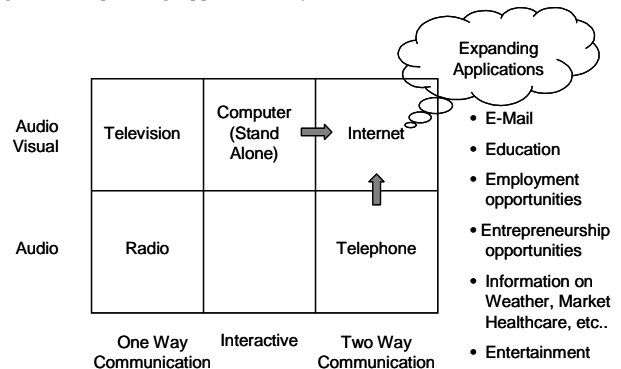 Expanding
Applications
Audio
Visual
Television
Computer
(Stand
Alone)
Internet
Audio
Radio
Telephone
One Way
Communication
Interactive
Two Way
Communication
• E-Mail
• Education
• Employment
opportunities
• Entrepreneurship
opportunities
• Information on
Weather, Market
Healthcare, etc..
• Entertainment